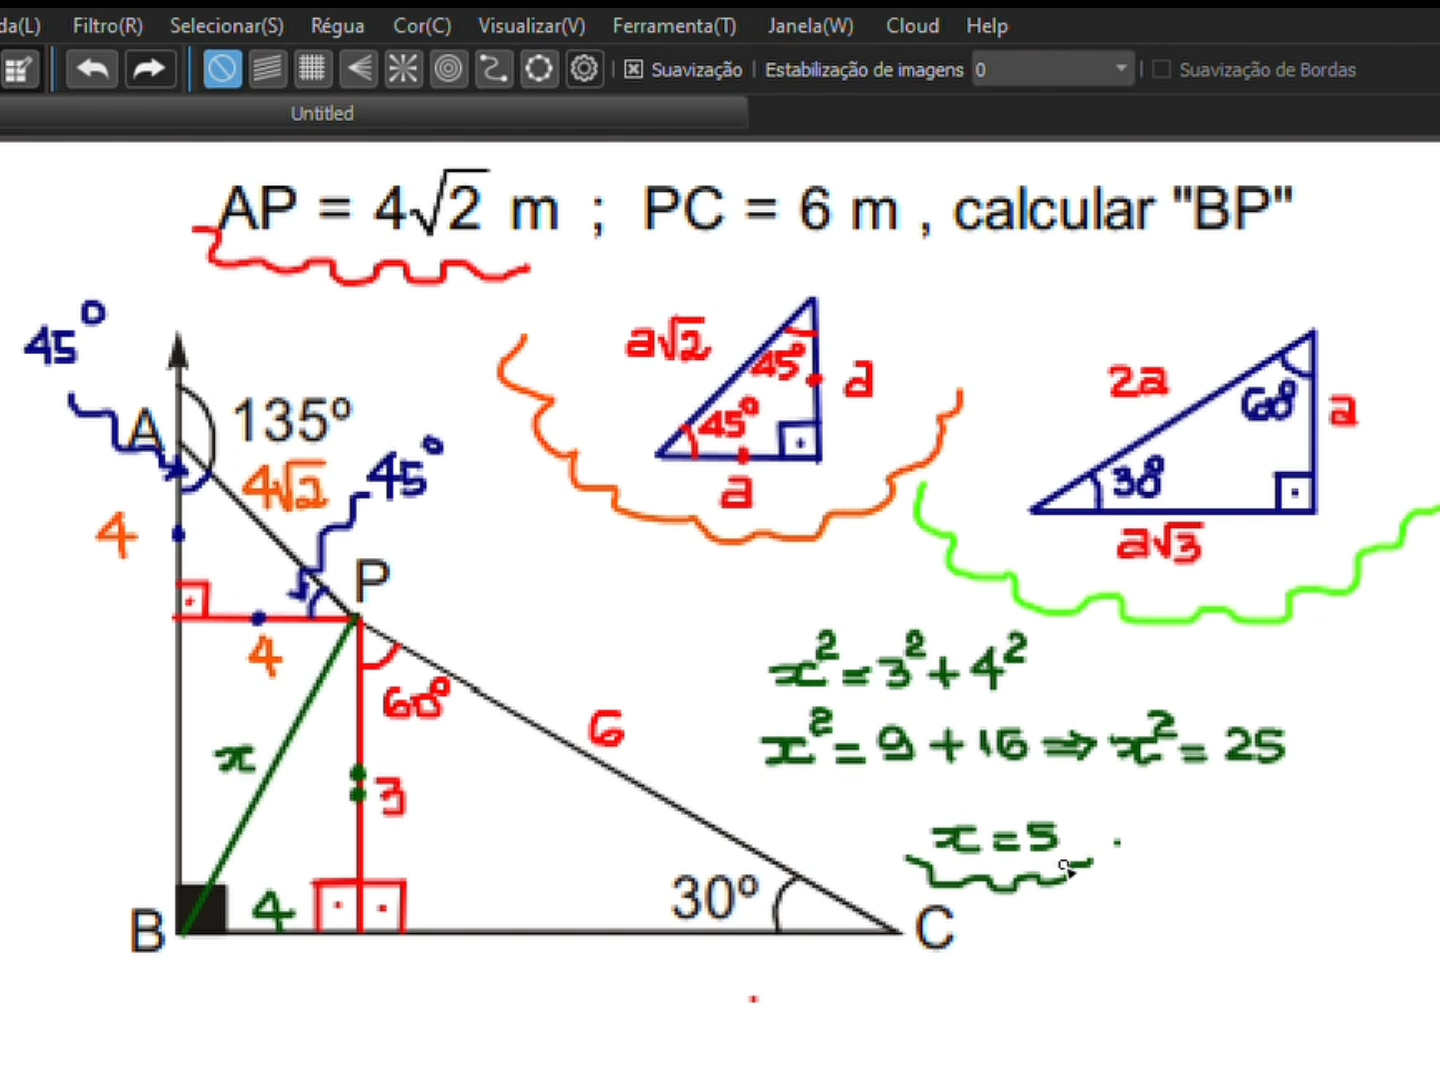 da(L) Filtro(R) Selecionar(S) Régua Cor(C) Visualizar(V) Ferramenta(T) Janela(W) Cloud Help
Suavização Estabilização de imagens 0 Suavização de Bordas
Untitled
AP = 4√2 m ; PC = 6 m , calcular "BP"
45°
A
135º
4√2
45°
4
P
4
60°
6
x
3
B
4
30º
C
a√2
45°
a
45°
a
2a
60°
a
30°
a√3
x² = 3² + 4²
x² = 9 + 16 ⇒ x² = 25
x = 5